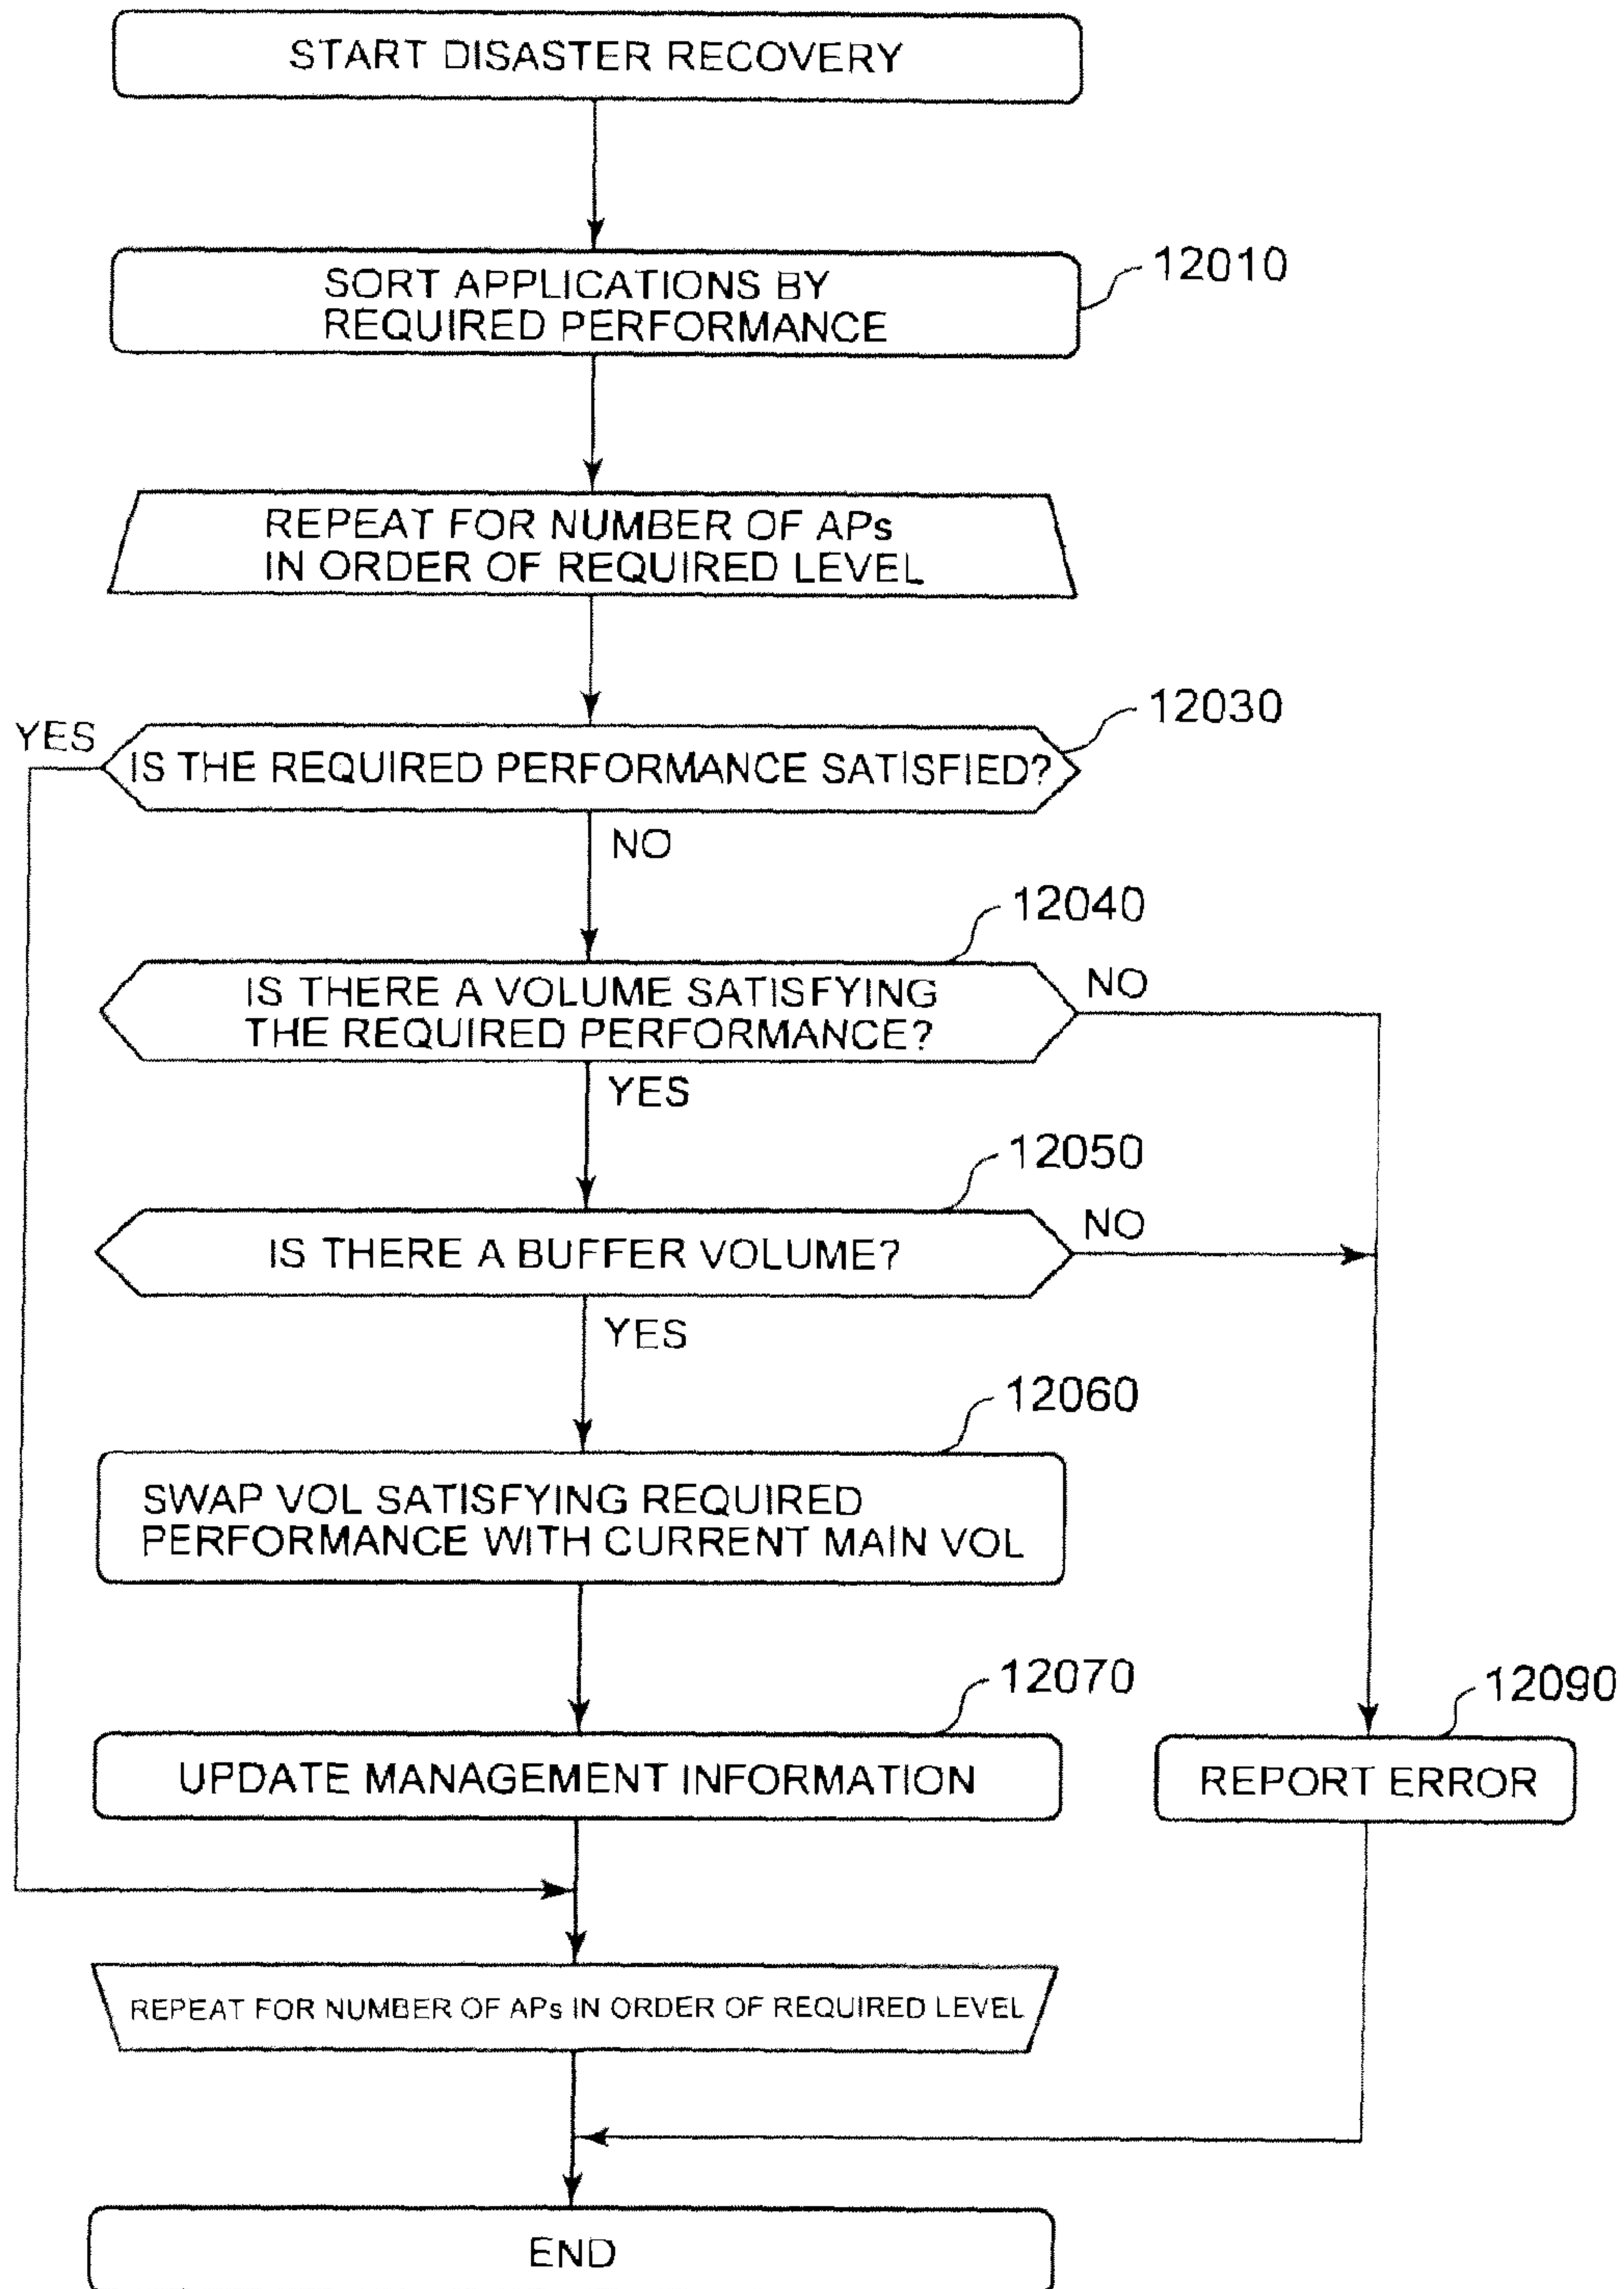 START DISASTER RECOVERY
SORT APPLICATIONS BY
REQUIRED PERFORMANCE
12010
REPEAT FOR NUMBER OF APs
IN ORDER OF REQUIRED LEVEL
12030
YES
IS THE REQUIRED PERFORMANCE SATISFIED?
NO
12040
IS THERE A VOLUME SATISFYING
THE REQUIRED PERFORMANCE?
NO
YES
12050
IS THERE A BUFFER VOLUME?
NO
YES
12060
SWAP VOL SATISFYING REQUIRED
PERFORMANCE WITH CURRENT MAIN VOL
12070
UPDATE MANAGEMENT INFORMATION
12090
REPORT ERROR
REPEAT FOR NUMBER OF APs IN ORDER OF REQUIRED LEVEL
END